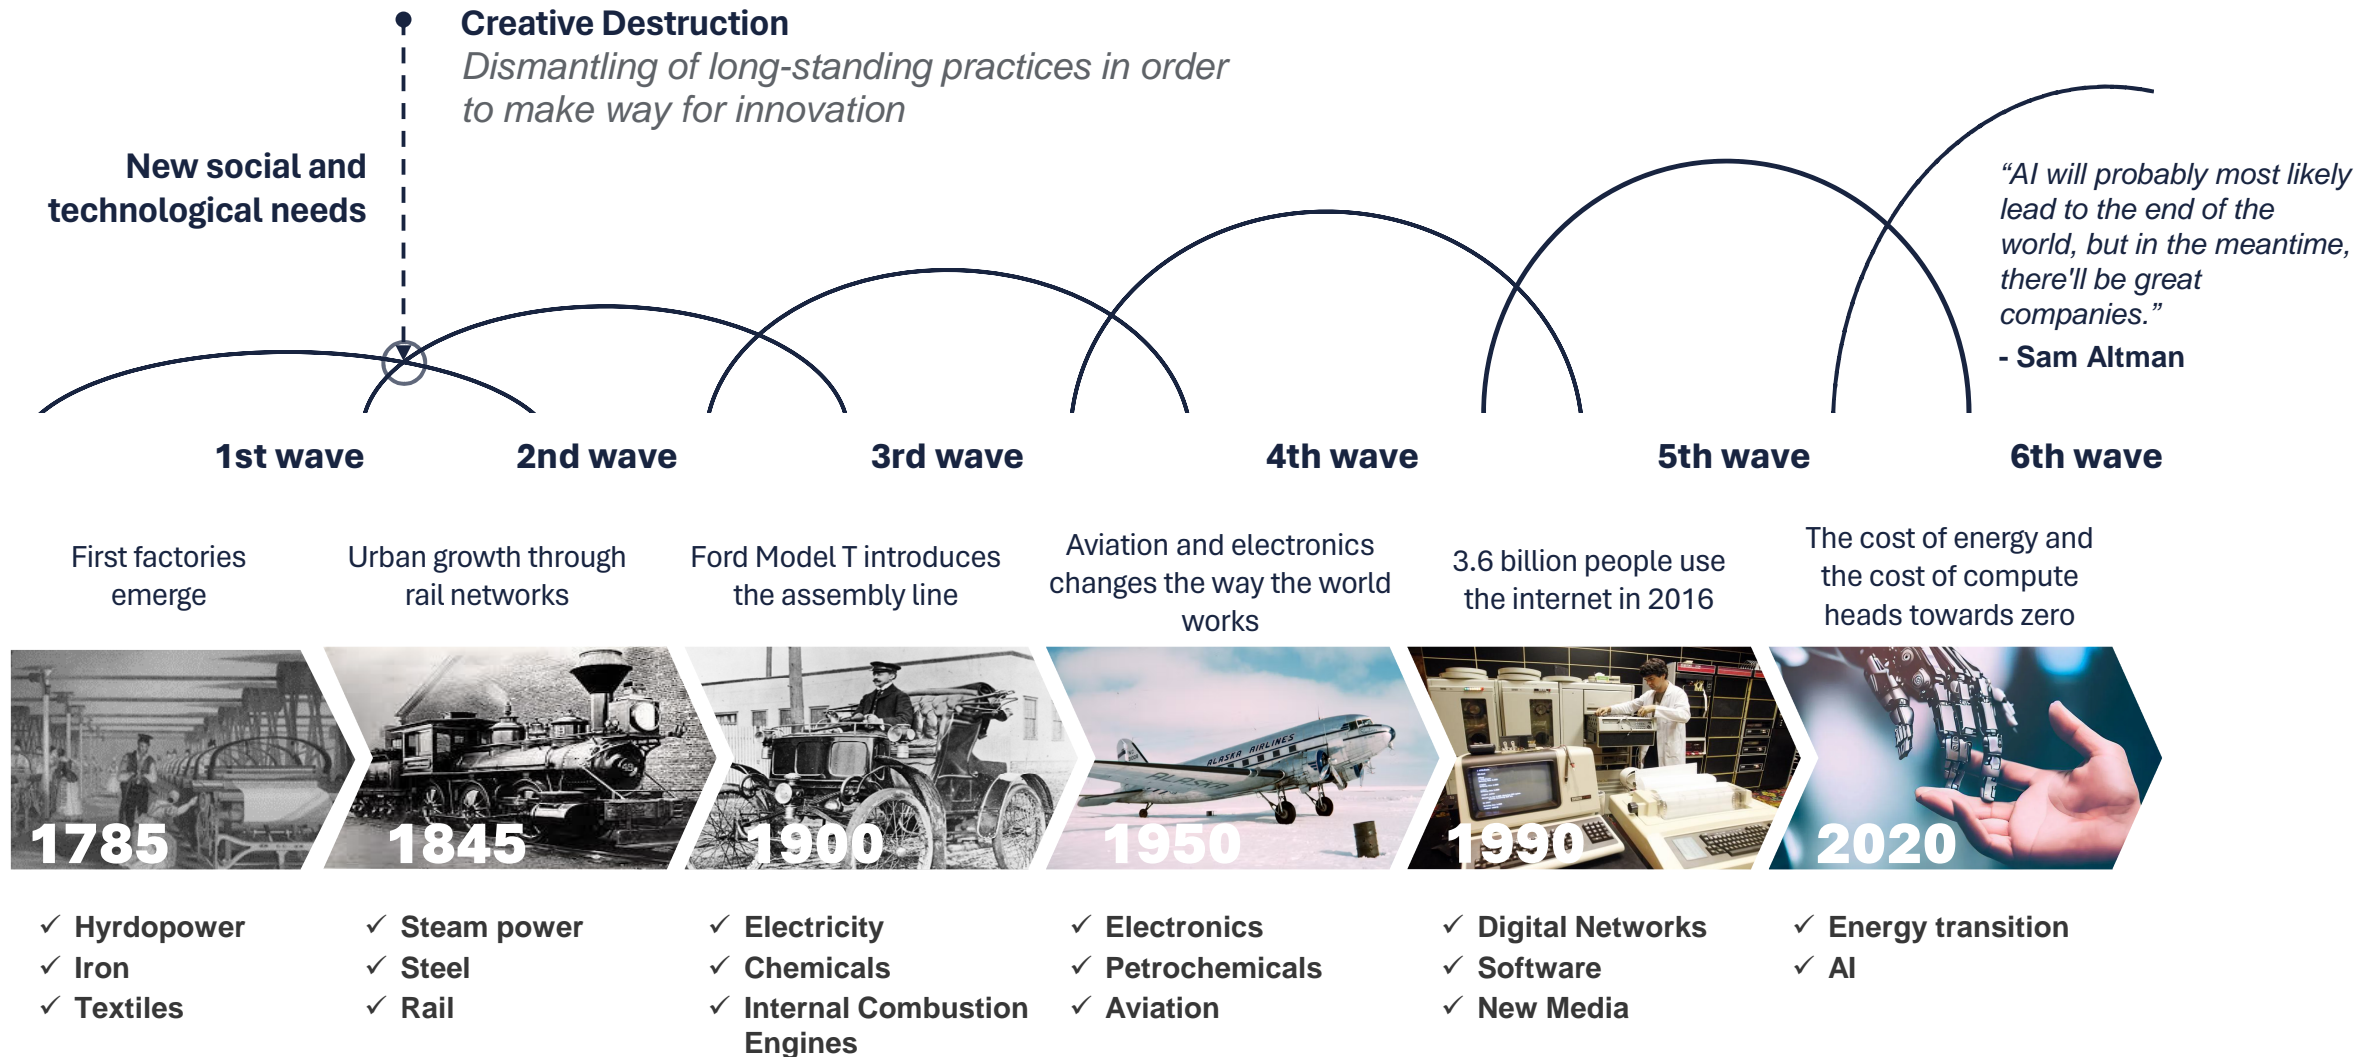 Creative Destruction
Dismantling of long-standing practices in order
to make way for innovation
New social and
technological needs
“AI will probably most likely
lead to the end of the
world, but in the meantime,
there'll be great
companies.”
- Sam Altman
1st wave
2nd wave
3rd wave
4th wave
5th wave
6th wave
First factories
emerge
Urban growth through
rail networks
Ford Model T introduces
the assembly line
Aviation and electronics
changes the way the world
works
3.6 billion people use
the internet in 2016
The cost of energy and
the cost of compute
heads towards zero
ALASKA AIRLINES
1785
1845
1900
1950
1990
2020
✓ Hyrdopower
✓ Iron
✓ Textiles
✓ Steam power
✓ Steel
✓ Rail
✓ Electricity
✓ Chemicals
✓ Internal Combustion
Engines
✓ Electronics
✓ Petrochemicals
✓ Aviation
✓ Digital Networks
✓ Software
✓ New Media
✓ Energy transition
✓ AI